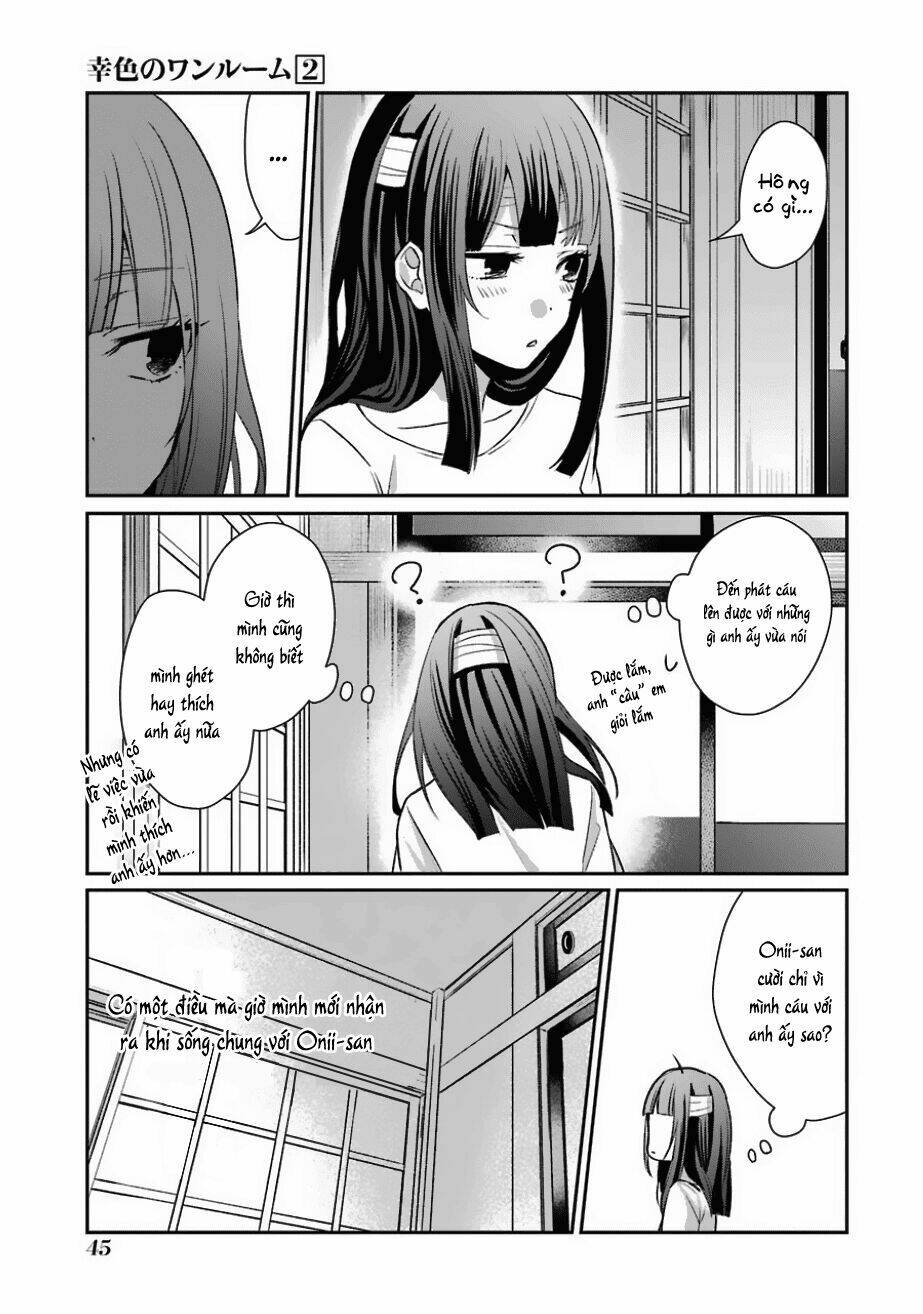 幸色のワンルーム 2
Hông
có gì...
...
Đến phát cáu
lên được với những
gì anh ấy vừa nói
Được lắm,
anh "câu" em
giỏi lắm
?
?
Giờ thì
mình cũng
không biết
mình ghét
hay thích
anh ấy nữa
Nhưng có
lẽ việc vừa
rồi khiến
mình thích
anh ấy hơn...
Onii-san
cười chỉ vì
mình cáu với
anh ấy sao?
Có một điều mà giờ mình mới nhận
ra khi sống chung với Onii-san
45